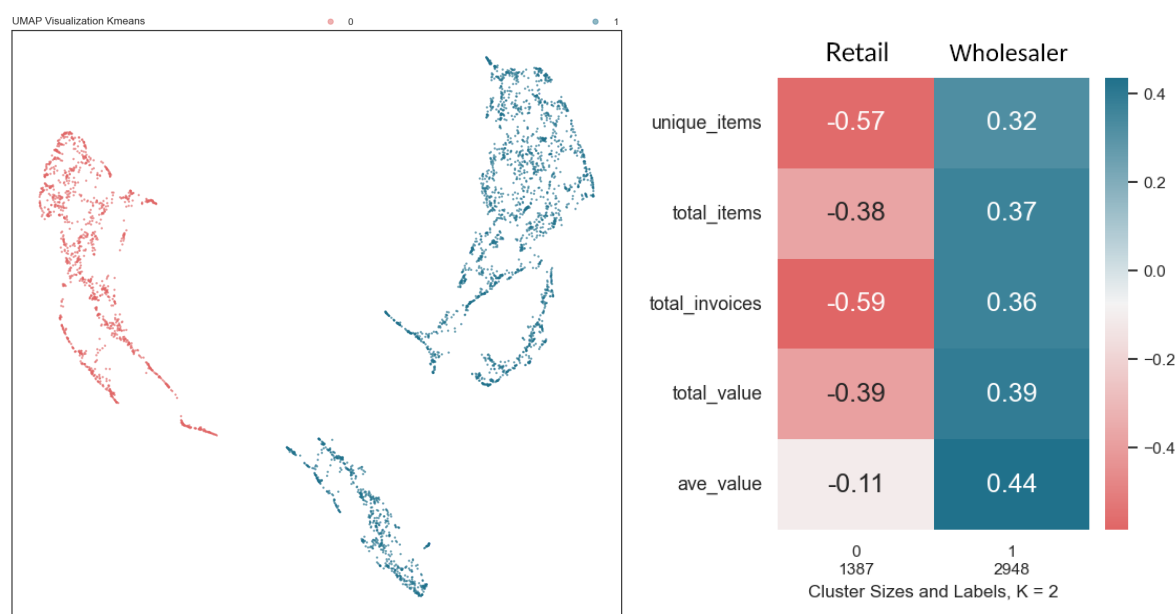 UMAP Visualization Kmeans 0 1
Retail Wholesaler
unique_items -0.57 0.32
total_items -0.38 0.37
total_invoices -0.59 0.36
total_value -0.39 0.39
ave_value -0.11 0.44
0.4
0.2
0.0
−0.2
−0.4
0 1
1387 2948
Cluster Sizes and Labels, K = 2